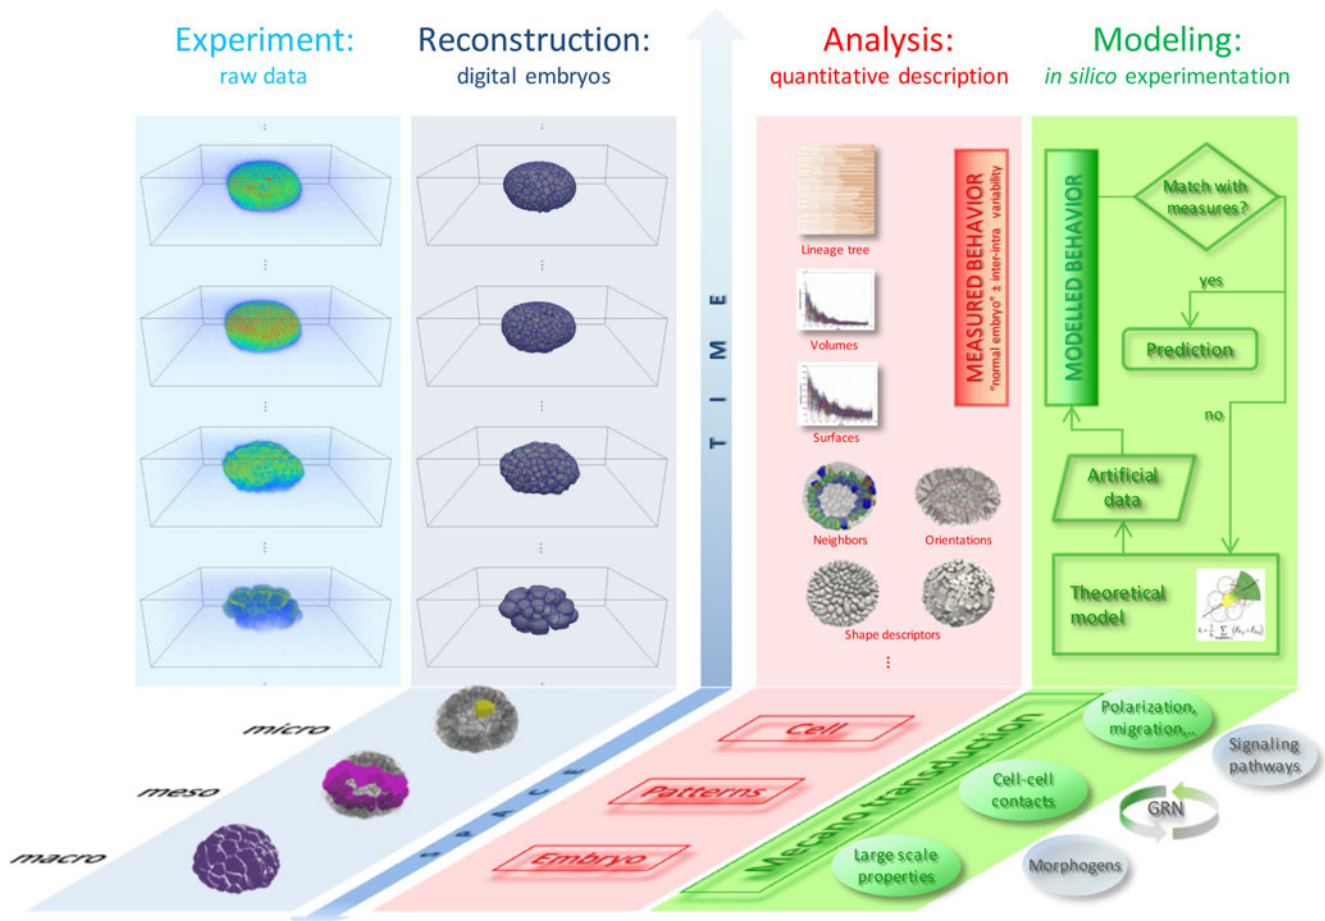 Experiment:
raw data
Reconstruction:
digital embryos
Analysis:
quantitative description
Modeling:
in silico experimentation
TIME
Lineage tree
Volumes
Surfaces
Neighbors
Orientations
Shape descriptors
MEASURED BEHAVIOR
"normal embryo" ± inter-intra variability
MODELLED BEHAVIOR
Match with
measures?
yes
Prediction
no
Artificial
data
Theoretical
model
micro
meso
macro
SPACE
Cell
Patterns
Embryo
Mecano transduction
Polarization,
migration,..
Cell-cell
contacts
Large scale
properties
Signaling
pathways
GRN
Morphogens